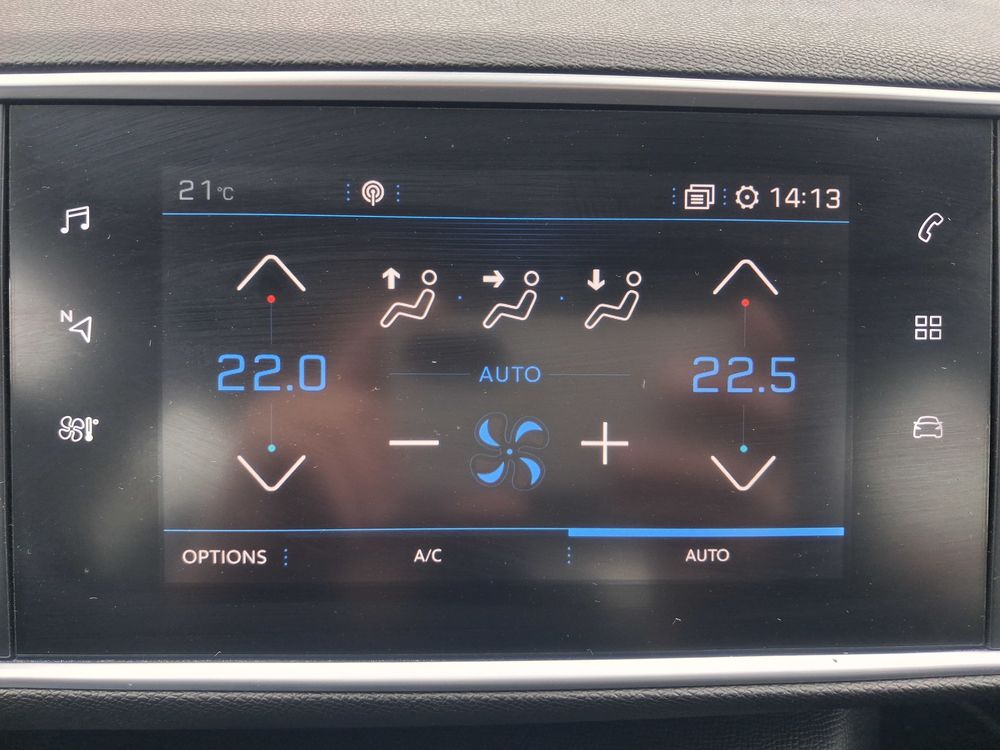 21°C
14:13
N
22.0
AUTO
22.5
OPTIONS
A/C
AUTO